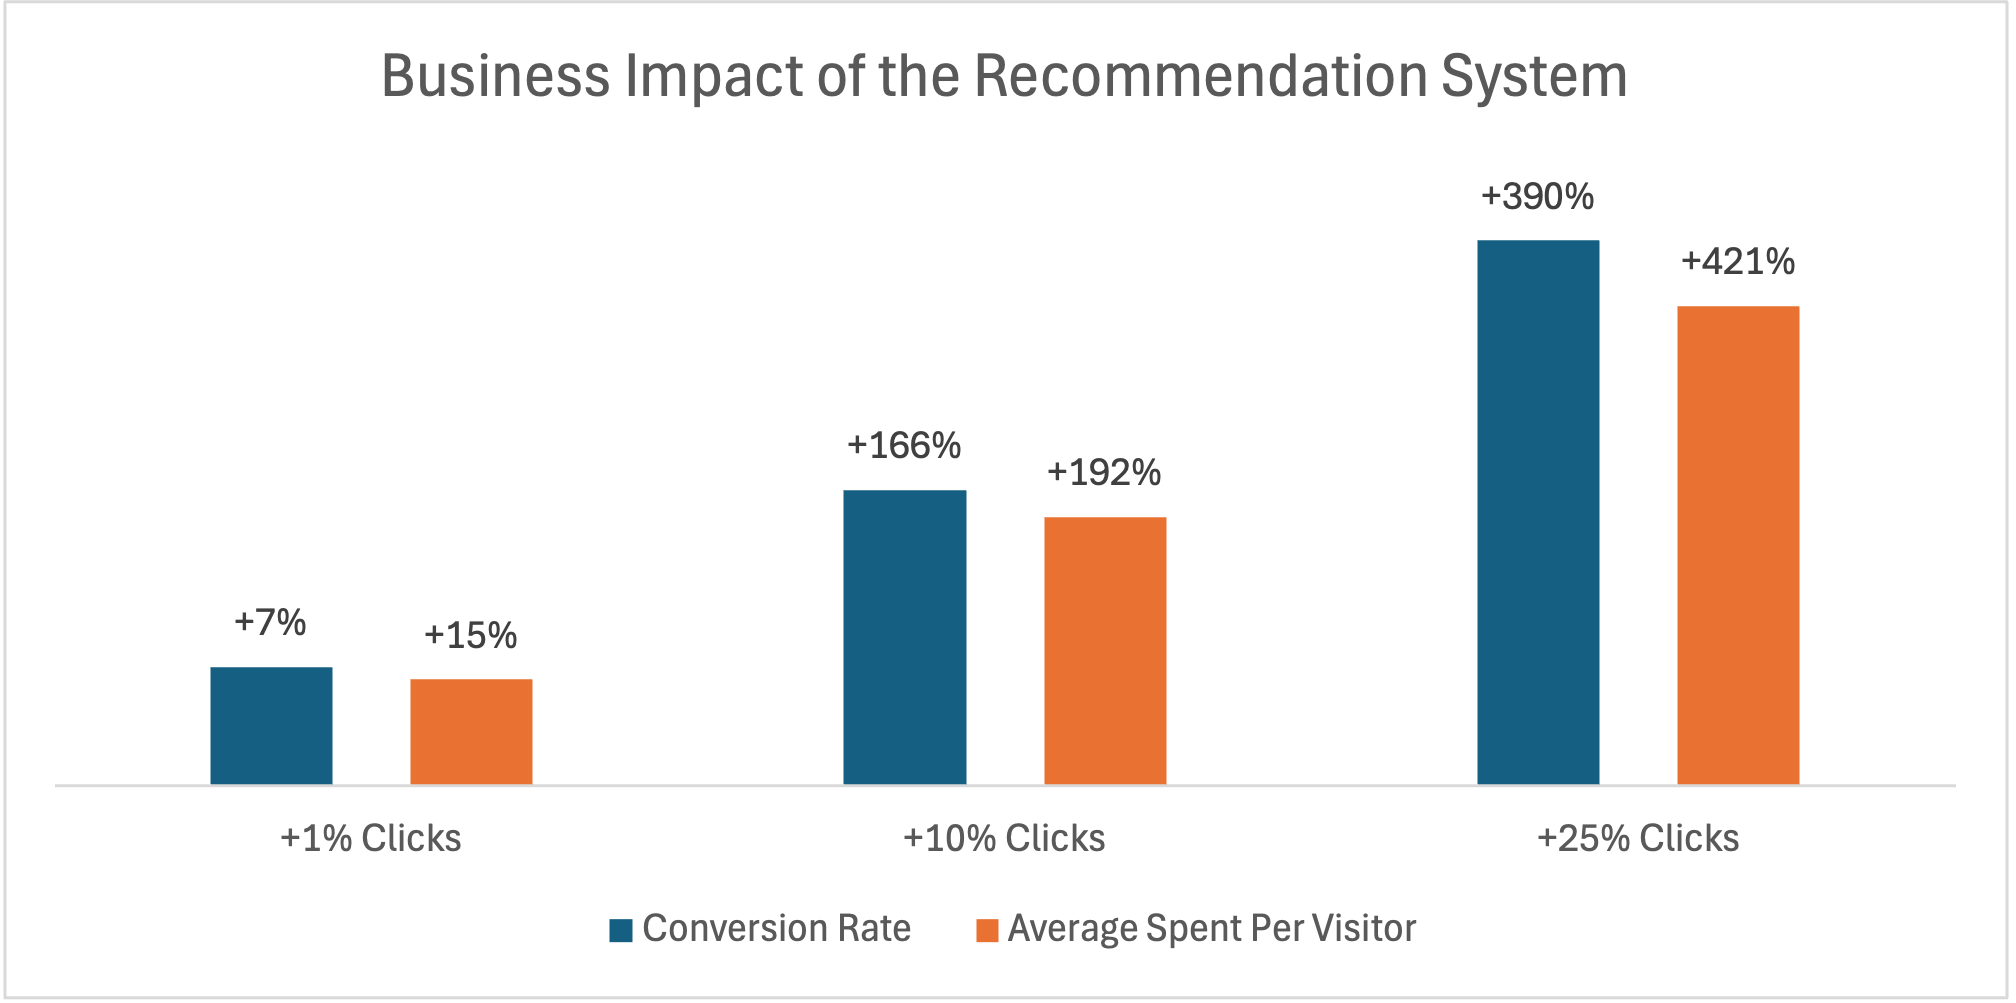 Business Impact of the Recommendation System
+390%
+421%
+166%
+192%
+7%
+15%
+1% Clicks
+10% Clicks
+25% Clicks
Conversion Rate
Average Spent Per Visitor